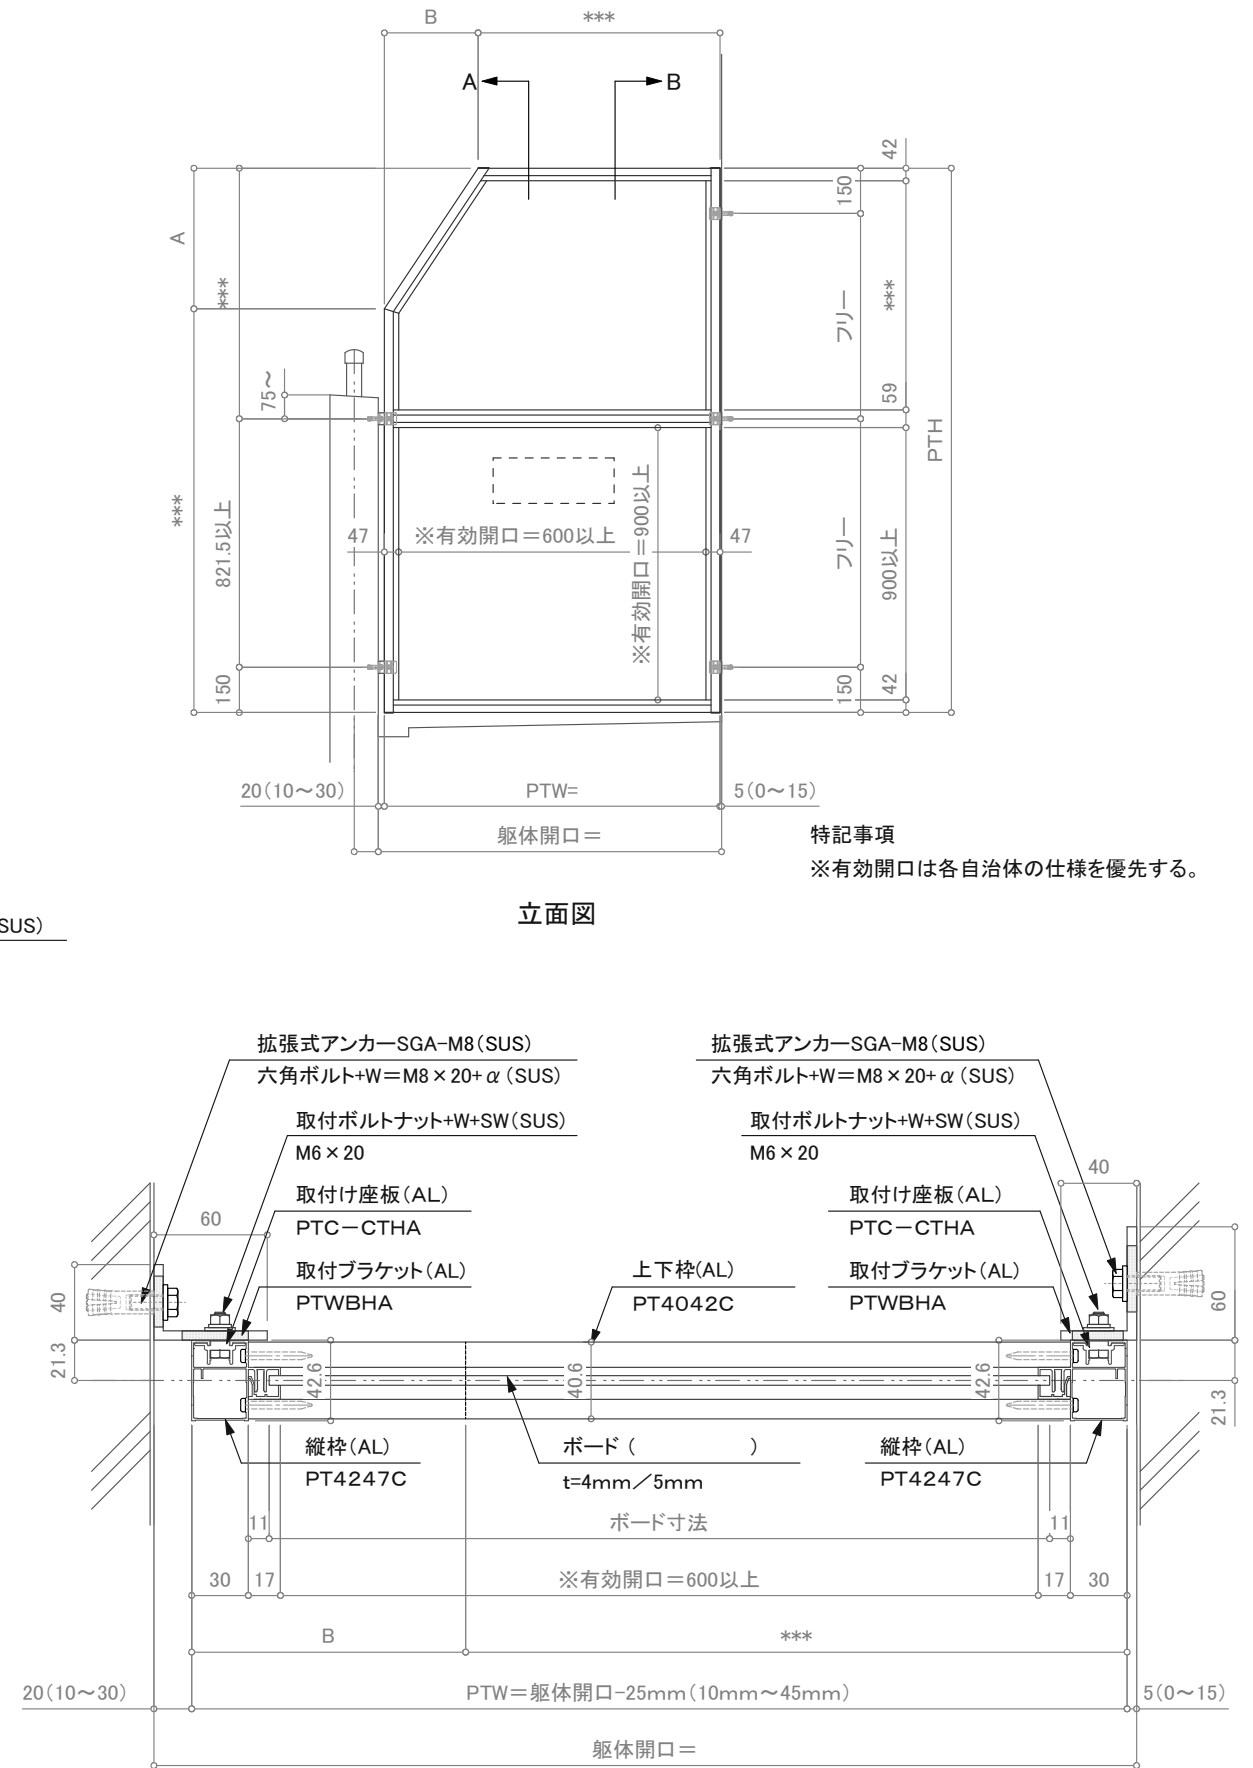 B
***
A
B
42
150
A
***
フリー
***
75～
59
PTH
***
821.5以上
47
※有効開口＝600以上
※有効開口＝900以上
47
フリー
900以上
150
150
42
20(10～30)
PTW=
5(0～15)
躯体開口＝
特記事項
※有効開口は各自治体の仕様を優先する。
立面図
SUS)
拡張式アンカーSGA-M8(SUS)
六角ボルト+W＝M8×20+α(SUS)
拡張式アンカーSGA-M8(SUS)
六角ボルト+W＝M8×20+α(SUS)
取付ボルトナット+W+SW(SUS)
M6×20
取付ボルトナット+W+SW(SUS)
M6×20
40
60
取付け座板(AL)
PTC－CTHA
取付け座板(AL)
PTC－CTHA
取付ブラケット(AL)
PTWBHA
上下枠(AL)
PT4042C
取付ブラケット(AL)
PTWBHA
40
60
21.3
42.6
40.6
42.6
21.3
縦枠(AL)
PT4247C
ボード（　　　　　）
t=4mm／5mm
縦枠(AL)
PT4247C
11
ボード寸法
11
30
17
※有効開口＝600以上
17
30
B
***
20(10～30)
PTW＝躯体開口-25mm(10mm～45mm)
5(0～15)
躯体開口＝